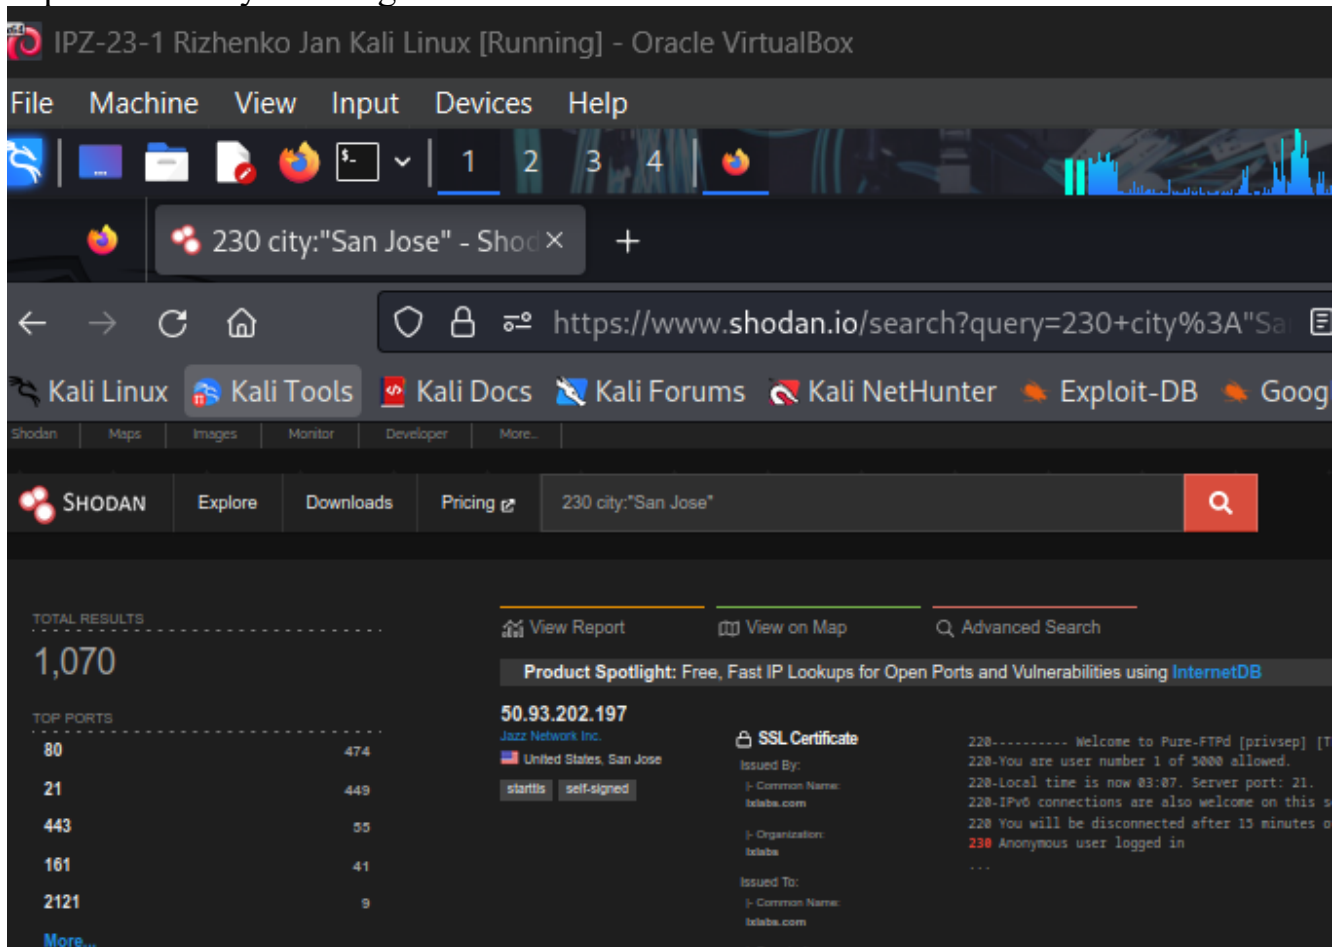 IPZ-23-1 Rizhenko Jan Kali Linux [Running] - Oracle VirtualBox
File Machine View Input Devices Help
1 2 3 4
230 city:"San Jose" - Shod
https://www.shodan.io/search?query=230+city%3A"Sa
Kali Linux Kali Tools Kali Docs Kali Forums Kali NetHunter Exploit-DB Goog
Shodan Maps Images Monitor Developer More...
SHODAN Explore Downloads Pricing 230 city:"San Jose"
TOTAL RESULTS
1,070
TOP PORTS
80 474
21 449
443 55
161 41
2121 9
More...
View Report View on Map Advanced Search
Product Spotlight: Free, Fast IP Lookups for Open Ports and Vulnerabilities using InternetDB
50.93.202.197
Jazz Network Inc.
United States, San Jose
starttls self-signed
SSL Certificate
Issued By:
|- Common Name:
lxlabs.com
|- Organization:
lxlabs
Issued To:
|- Common Name:
lxlabs.com
220---------- Welcome to Pure-FTPd [privsep] [T
220-You are user number 1 of 5000 allowed.
220-Local time is now 03:07. Server port: 21.
220-IPv6 connections are also welcome on this s
220 You will be disconnected after 15 minutes o
230 Anonymous user logged in
...